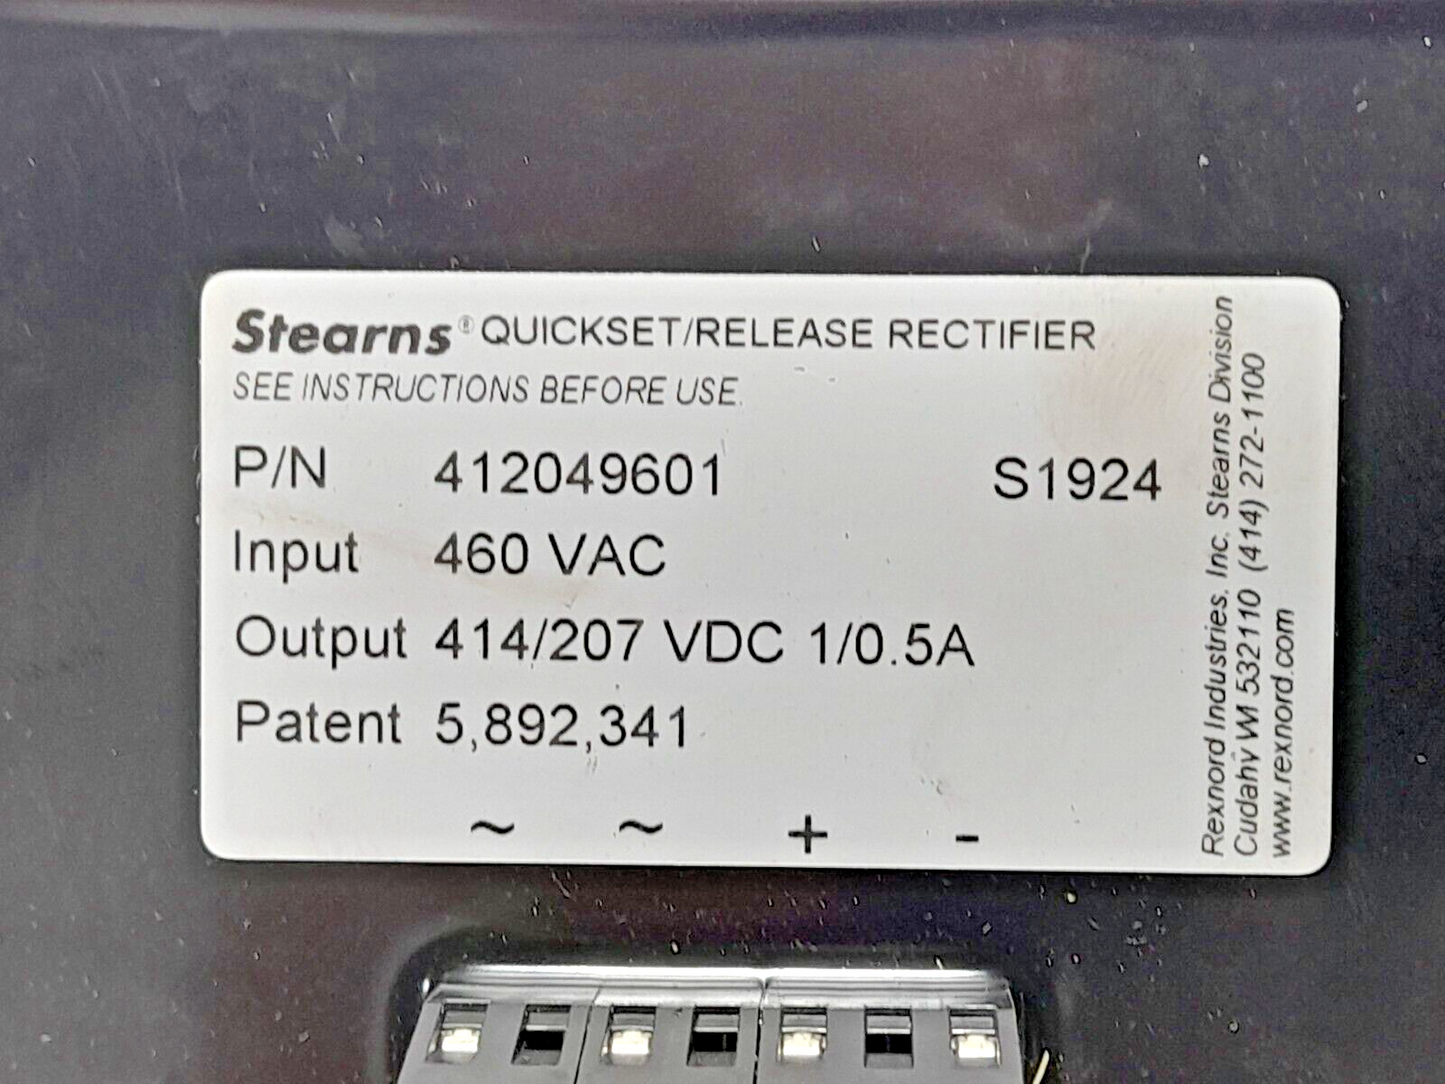 Stearns® QUICKSET/RELEASE RECTIFIER
SEE INSTRUCTIONS BEFORE USE.
P/N 412049601 S1924
Input 460 VAC
Output 414/207 VDC 1/0.5A
Patent 5,892,341
~ ~ + -
Rexnord Industries, Inc. Stearns Division
Cudahy WI 532110 (414) 272-1100
www.rexnord.com